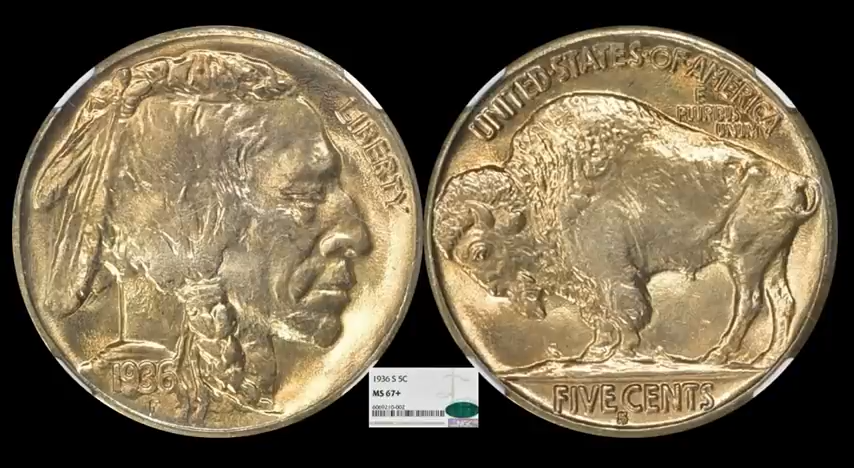 LIBERTY
1936
F
UNITED·STATES·OF·AMERICA
E
PLURIBUS
UNUM
FIVE CENTS
S
1936 S 5C
MS 67+